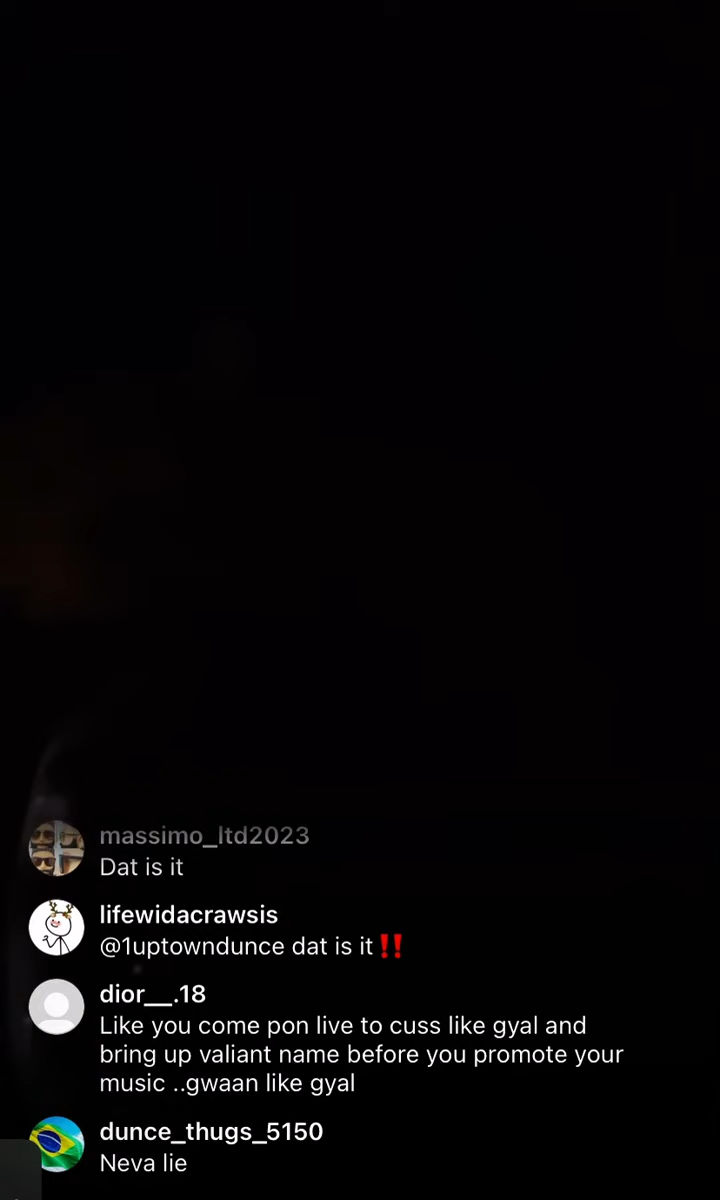 massimo_ltd2023
Dat is it
lifewidacrawsis
@1uptowndunce dat is it‼️
dior__.18
Like you come pon live to cuss like gyal and
bring up valiant name before you promote your
music ..gwaan like gyal
dunce_thugs_5150
Neva lie